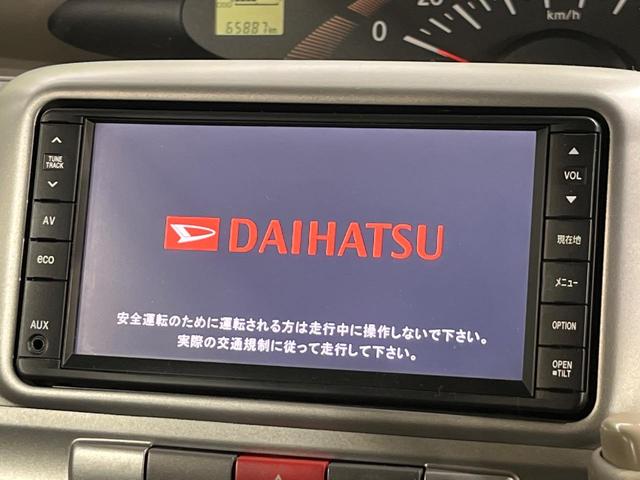 65887 km
0
20
km/h
TUNE
TRACK
AV
eco
AUX
DAIHATSU
安全運転のために運転される方は走行中に操作しないで下さい。
実際の交通規制に従って走行して下さい。
VOL
現在地
メニュー
OPTION
OPEN
■TILT